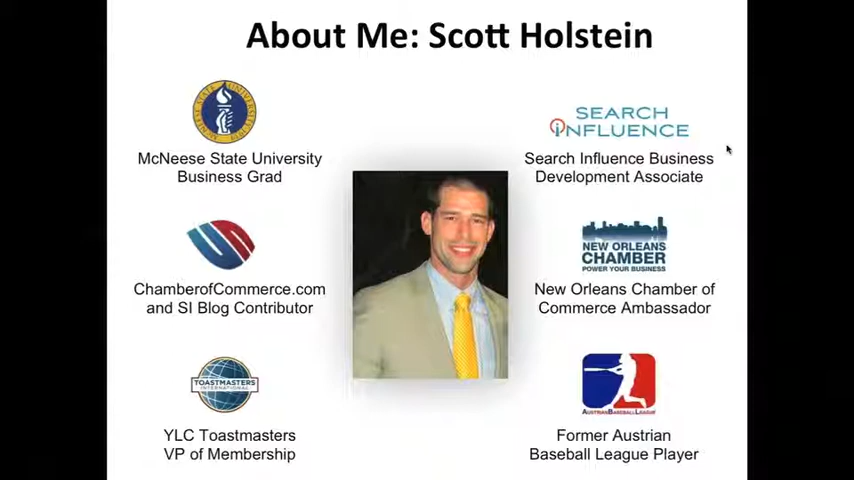 About Me: Scott Holstein
McNeese State University
Business Grad
SEARCH
INFLUENCE
Search Influence Business
Development Associate
ChamberofCommerce.com
and SI Blog Contributor
NEW ORLEANS
CHAMBER
POWER YOUR BUSINESS
New Orleans Chamber of
Commerce Ambassador
TOASTMASTERS
INTERNATIONAL
YLC Toastmasters
VP of Membership
AUSTRIANBASEBALLLEAGUE
Former Austrian
Baseball League Player